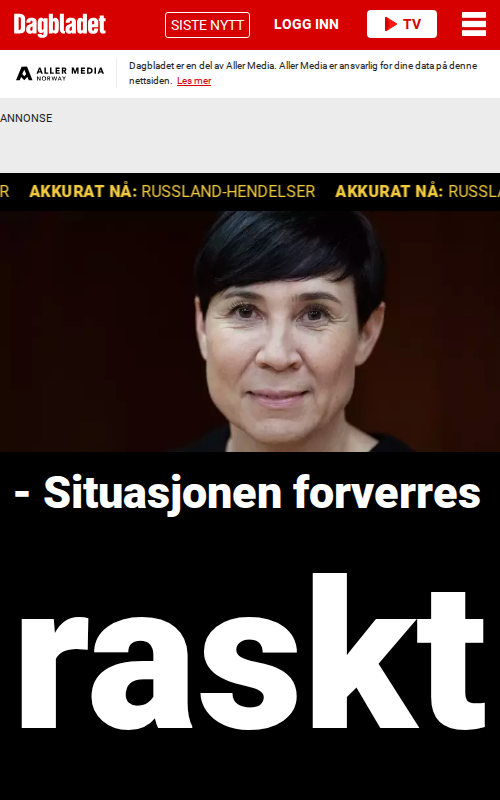 Dagbladet
SISTE NYTT
LOGG INN
TV
ALLER MEDIA
NORWAY
Dagbladet er en del av Aller Media. Aller Media er ansvarlig for dine data på denne
nettsiden. Les mer
ANNONSE
R AKKURAT NÅ: RUSSLAND-HENDELSER AKKURAT NÅ: RUSSLA
- Situasjonen forverres
raskt